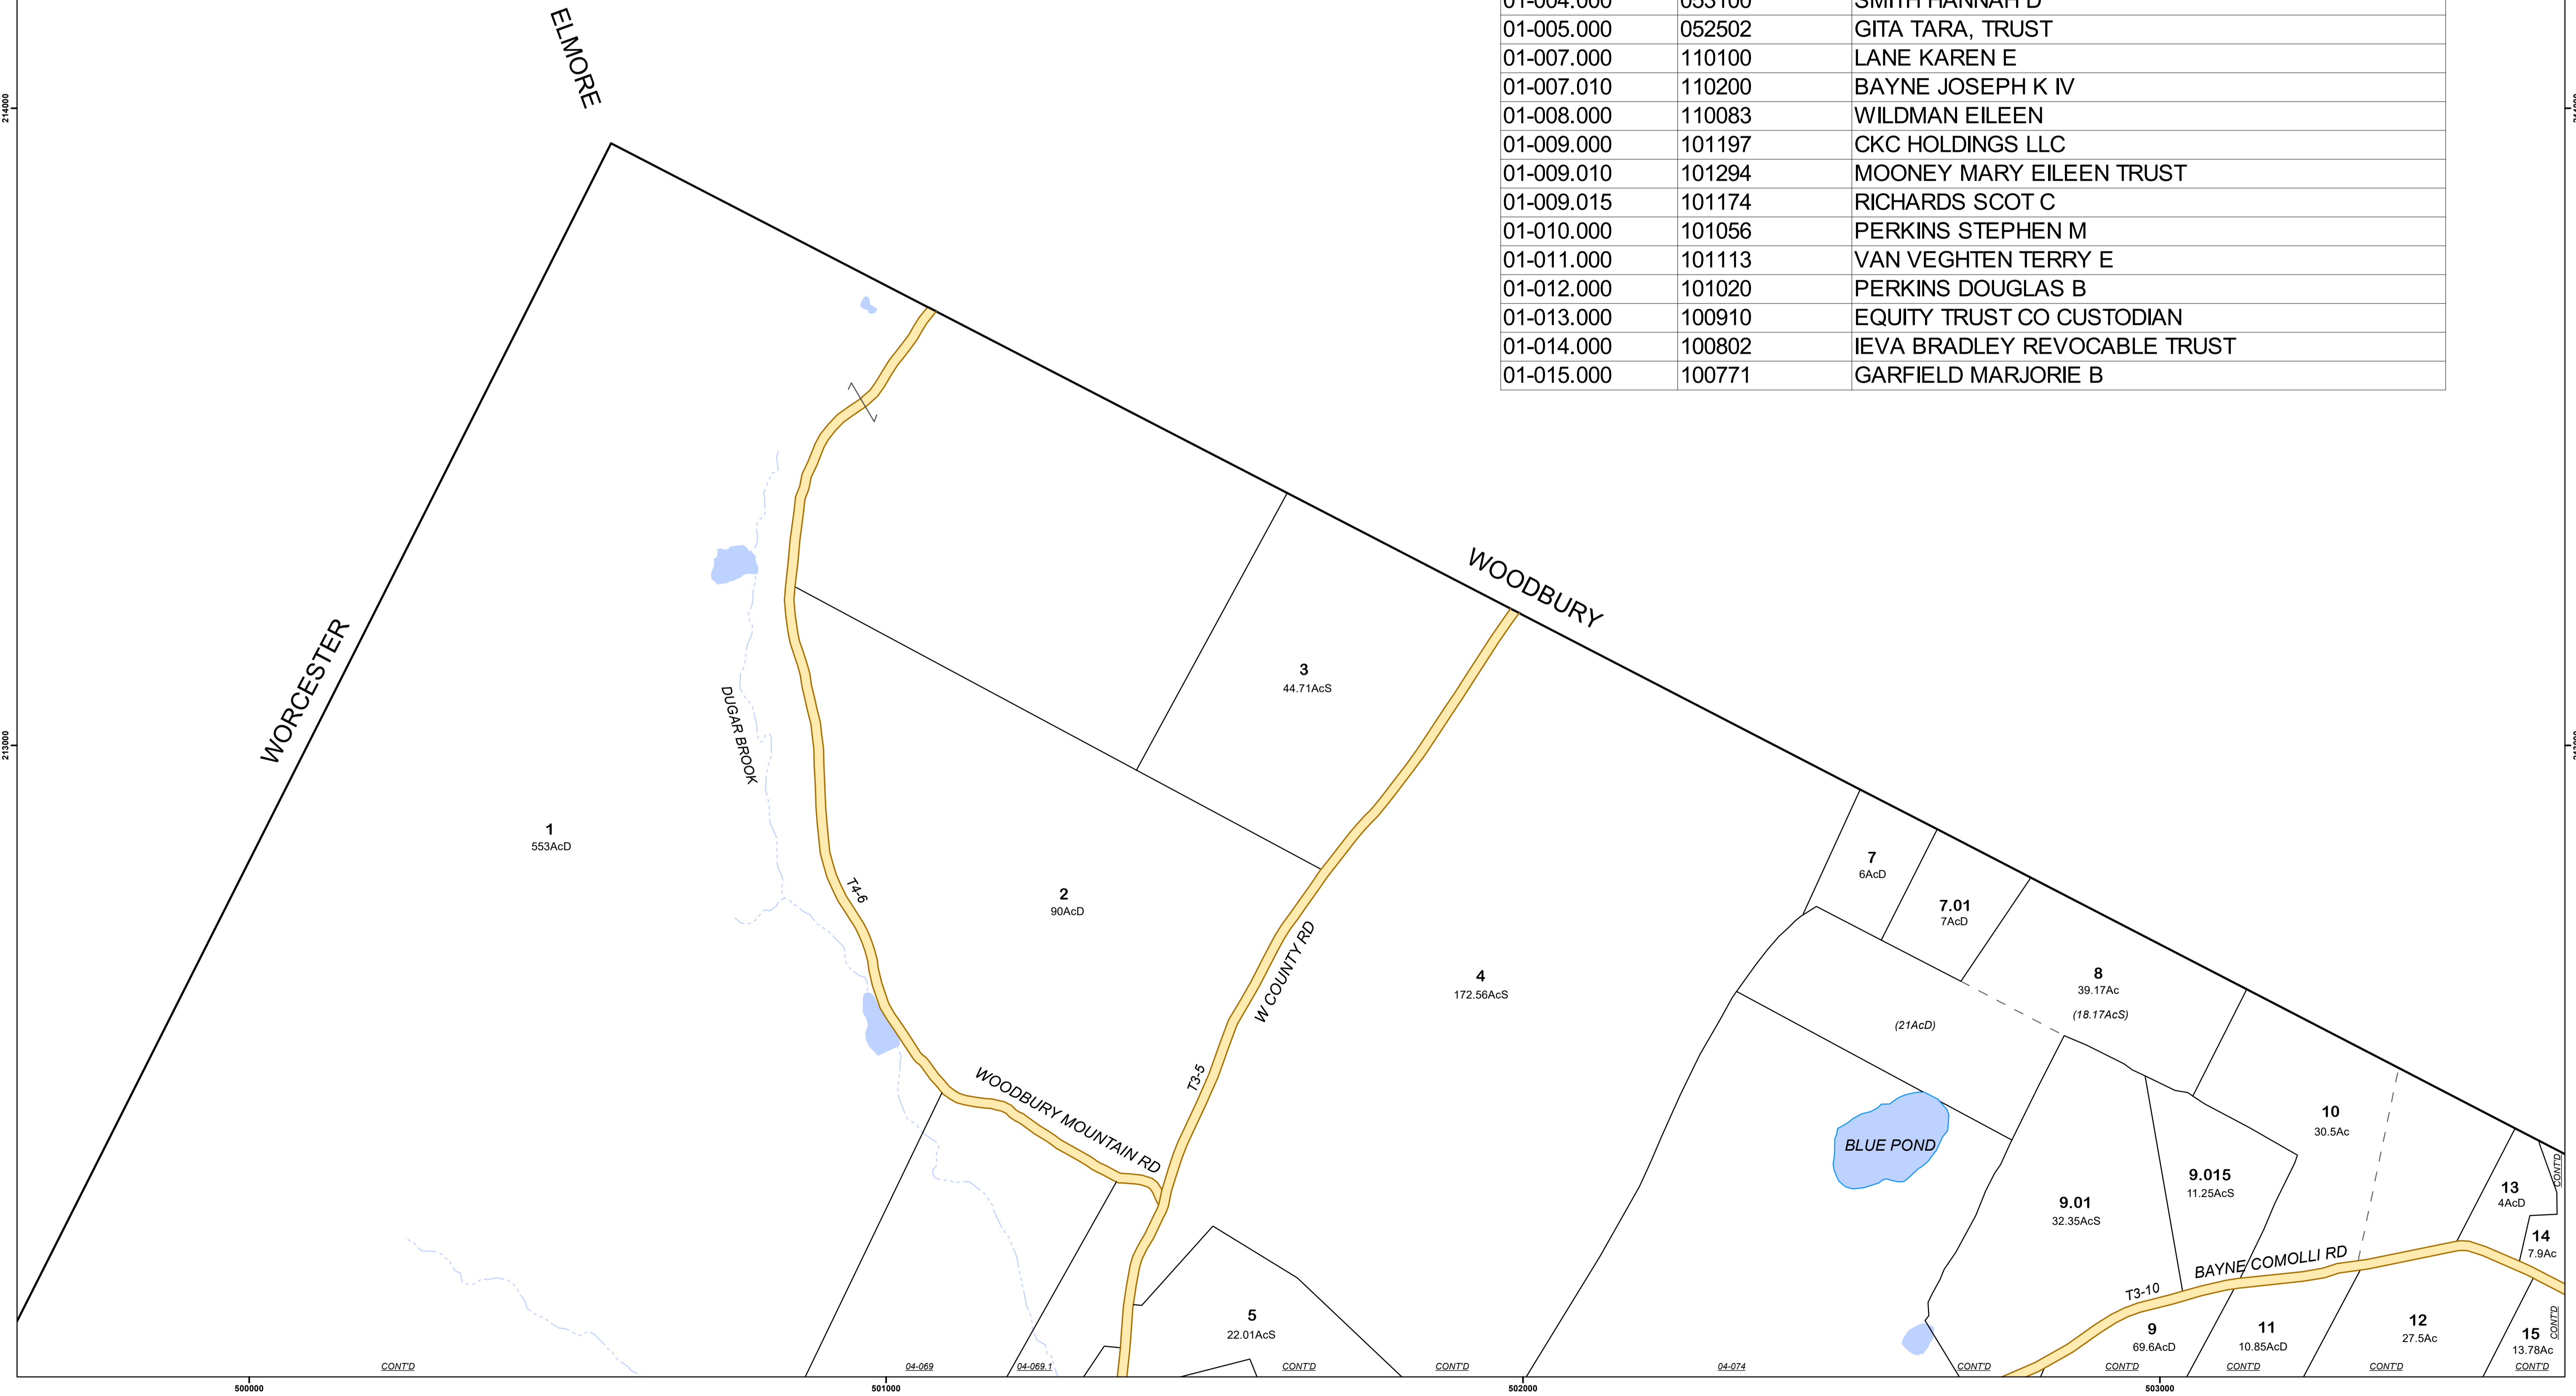 01-004.000 053100 SMITH HANNAH D
01-005.000 052502 GITA TARA, TRUST
01-007.000 110100 LANE KAREN E
01-007.010 110200 BAYNE JOSEPH K IV
01-008.000 110083 WILDMAN EILEEN
01-009.000 101197 CKC HOLDINGS LLC
01-009.010 101294 MOONEY MARY EILEEN TRUST
01-009.015 101174 RICHARDS SCOT C
01-010.000 101056 PERKINS STEPHEN M
01-011.000 101113 VAN VEGHTEN TERRY E
01-012.000 101020 PERKINS DOUGLAS B
01-013.000 100910 EQUITY TRUST CO CUSTODIAN
01-014.000 100802 IEVA BRADLEY REVOCABLE TRUST
01-015.000 100771 GARFIELD MARJORIE B
ELMORE
214000
WOODBURY
WORCESTER
3
44.71AcS
213000
DUGAR BROOK
1
553AcD
T4-6
2
90AcD
7
6AcD
7.01
7AcD
W COUNTY RD
4
172.56AcS
8
39.17Ac
(18.17AcS)
(21AcD)
T3-5
WOODBURY MOUNTAIN RD
BLUE POND
10
30.5Ac
9.015
11.25AcS
9.01
32.35AcS
13
4AcD
CONT'D
14
7.9Ac
BAYNE COMOLLI RD
T3-10
5
22.01AcS
9
69.6AcD
11
10.85AcD
12
27.5Ac
15
13.78Ac
CONT'D
CONT'D
04-069
04-069.1
CONT'D
CONT'D
04-074
CONT'D
CONT'D
CONT'D
CONT'D
CONT'D
500000
501000
502000
503000